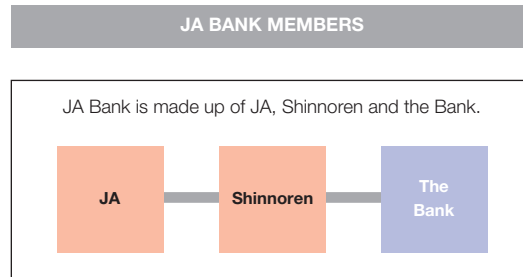 JA BANK MEMBERS
JA Bank is made up of JA, Shinnoren and the Bank.
JA
Shinnoren
The
Bank